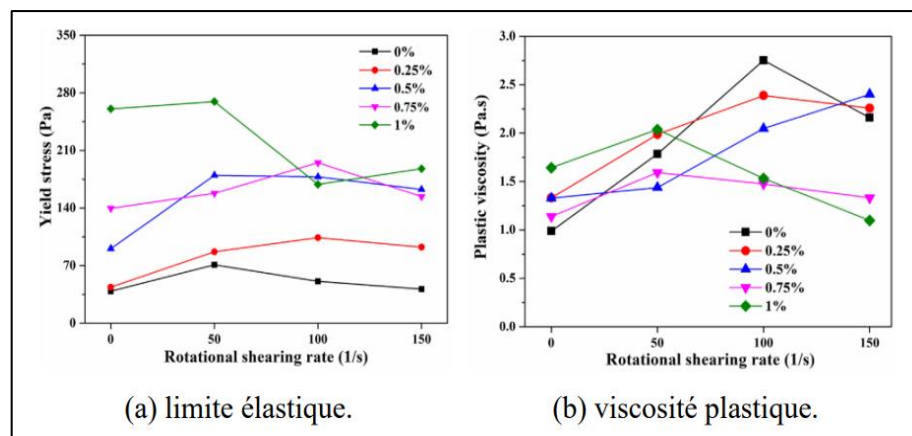 350
280
210
140
70
0
Yield stress (Pa)
0%
0.25%
0.5%
0.75%
1%
0 50 100 150
Rotational shearing rate (1/s)
(a) limite élastique.
3.0
2.5
2.0
1.5
1.0
0.5
0.0
Plastic viscosity (Pa.s)
0%
0.25%
0.5%
0.75%
1%
0 50 100 150
Rotational shearing rate (1/s)
(b) viscosité plastique.